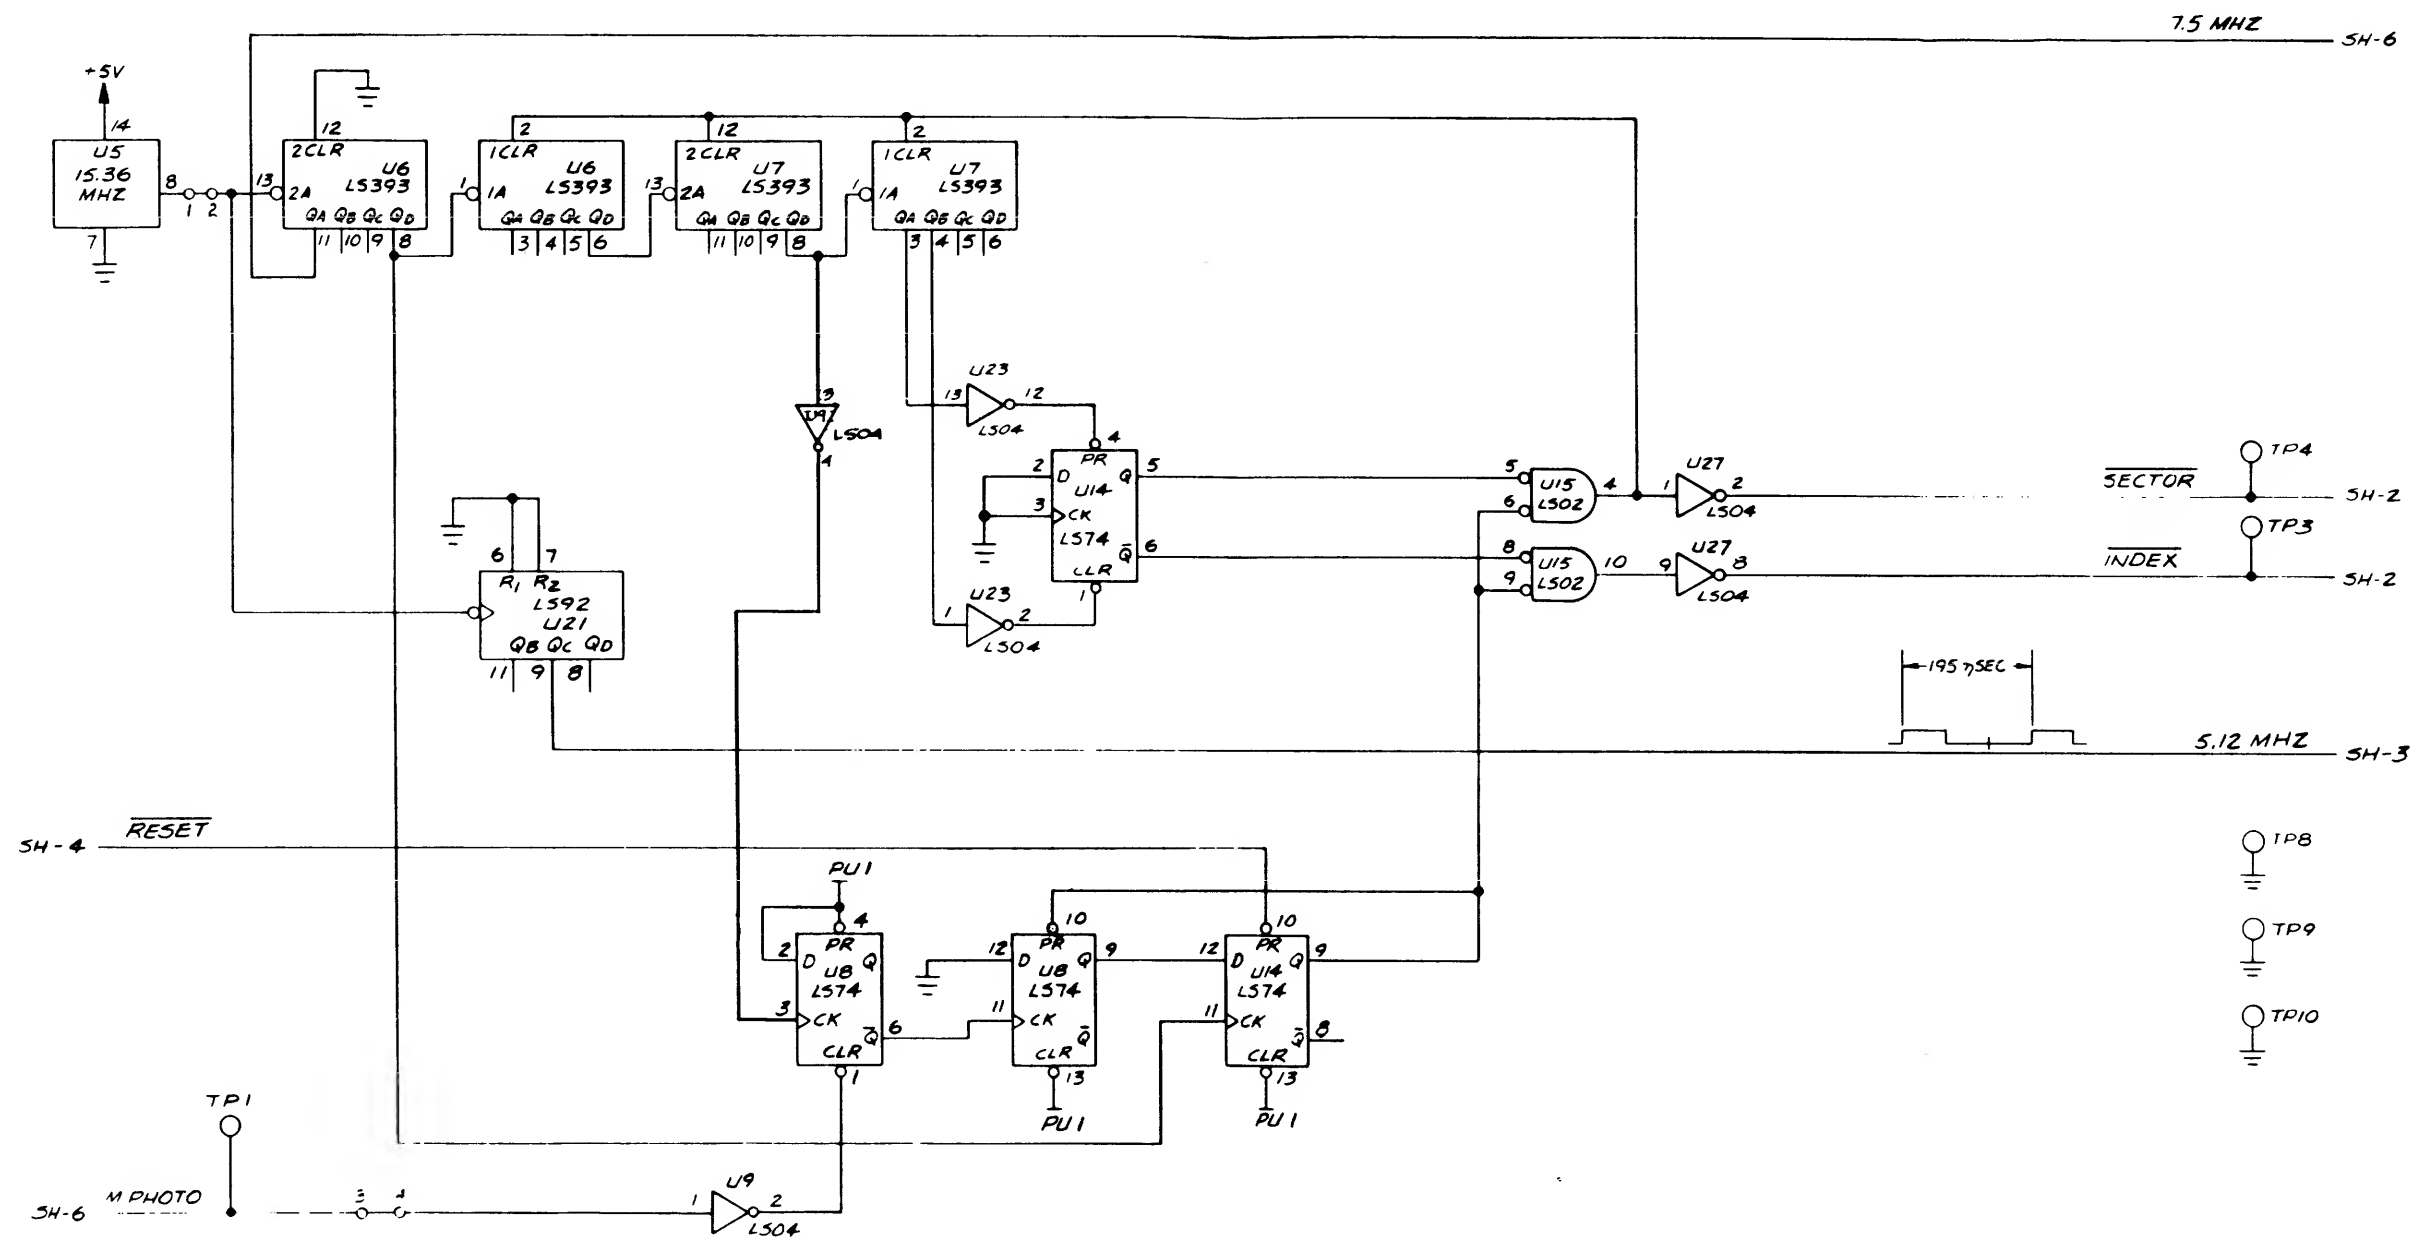 7.5 MHZ
SH-6
+5V
14
U5
15.36
MHZ
8
1
2
7
12
2CLR
U6
LS393
13
2A
QA QB QC QD
11 10 9 8
2
1CLR
U6
LS393
1
1A
QA QB QC QD
3 4 5 6
12
2CLR
U7
LS393
13
2A
QA QB QC QD
11 10 9 8
2
1CLR
U7
LS393
1
1A
QA QB QC QD
3 4 5 6
3
U9
LS04
4
U23
13
12
LS04
4
PR
2
D
Q
5
U14
3
CK
LS74
Q̅
6
CLR
1
U23
1
2
LS04
5
6
U15
LS02
4
U27
1
2
LS04
S̅E̅C̅T̅O̅R̅
TP4
SH-2
8
9
U15
LS02
10
U27
9
8
LS04
I̅N̅D̅E̅X̅
TP3
SH-2
6
7
R1 R2
LS92
U21
QB QC QD
11 9 8
195 ηSEC
5.12 MHZ
SH-3
SH-4
R̅E̅S̅E̅T̅
PU1
4
PR
2
D
Q
U8
LS74
3
CK
Q̅
6
CLR
1
10
PR
12
D
Q
9
U8
LS74
11
CK
Q̅
CLR
13
PU1
10
PR
12
D
Q
9
U14
LS74
11
CK
Q̅
8
CLR
13
PU1
TP8
TP9
TP10
TP1
SH-6
M PHOTO
3
U9
1
2
LS04